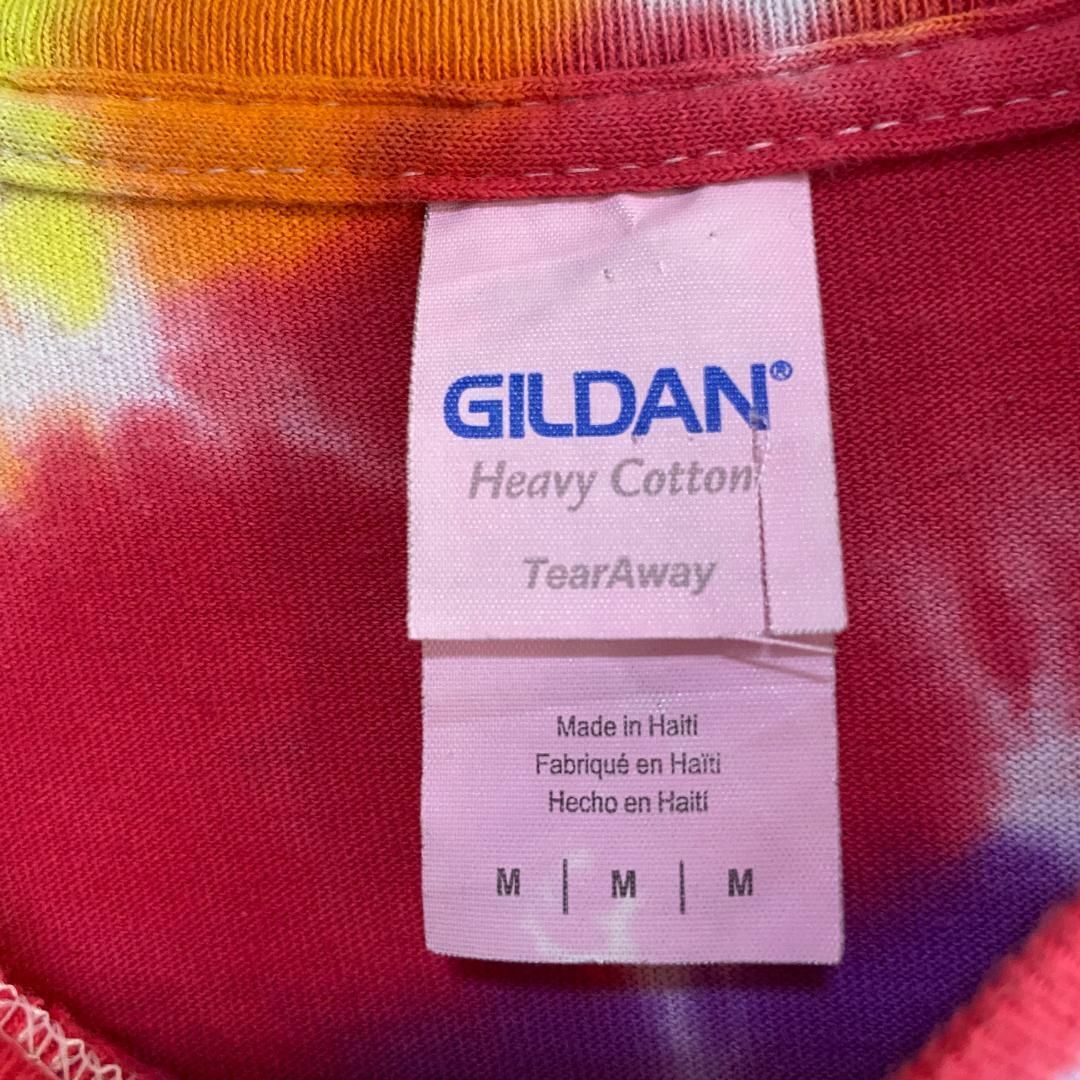 GILDAN®
Heavy Cotton
TearAway
Made in Haiti
Fabriqué en Haïti
Hecho en Haití
M | M | M